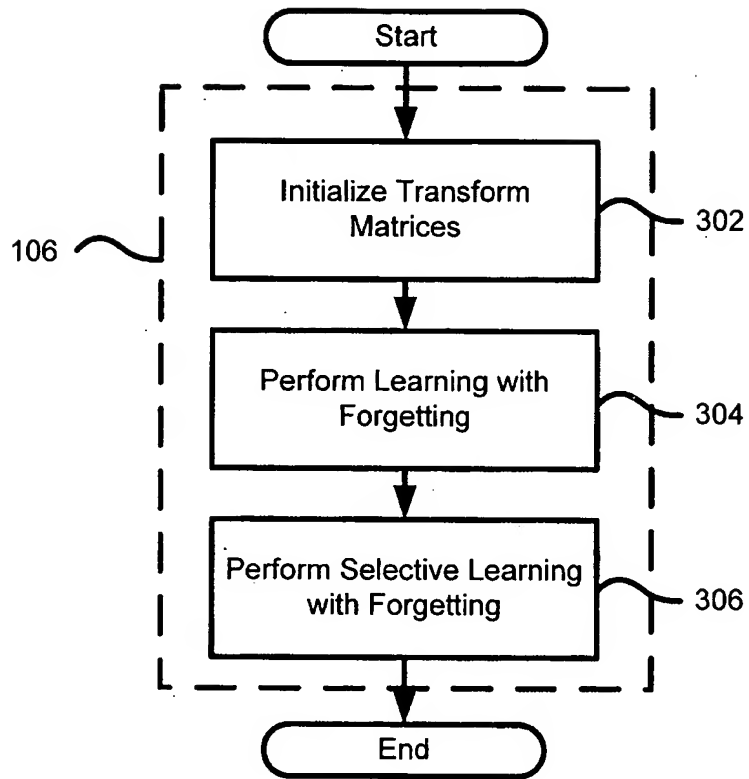 Start
Initialize Transform
Matrices
302
106
Perform Learning with
Forgetting
304
Perform Selective Learning
with Forgetting
306
End